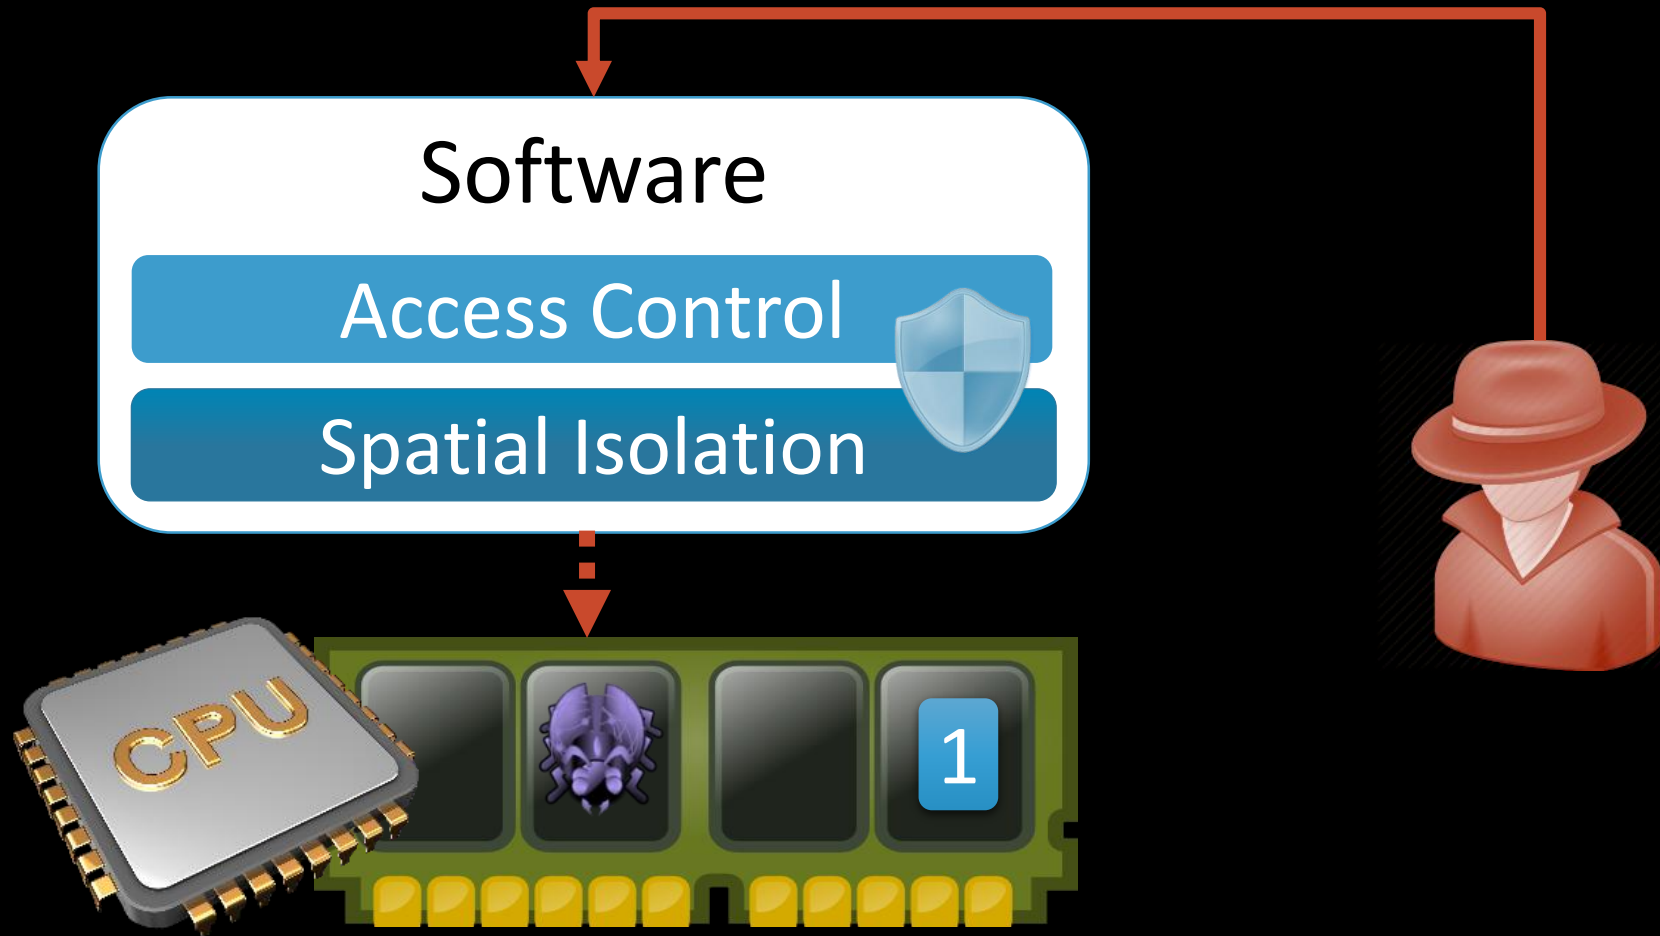 Software
Access Control
Spatial Isolation
CPU
1